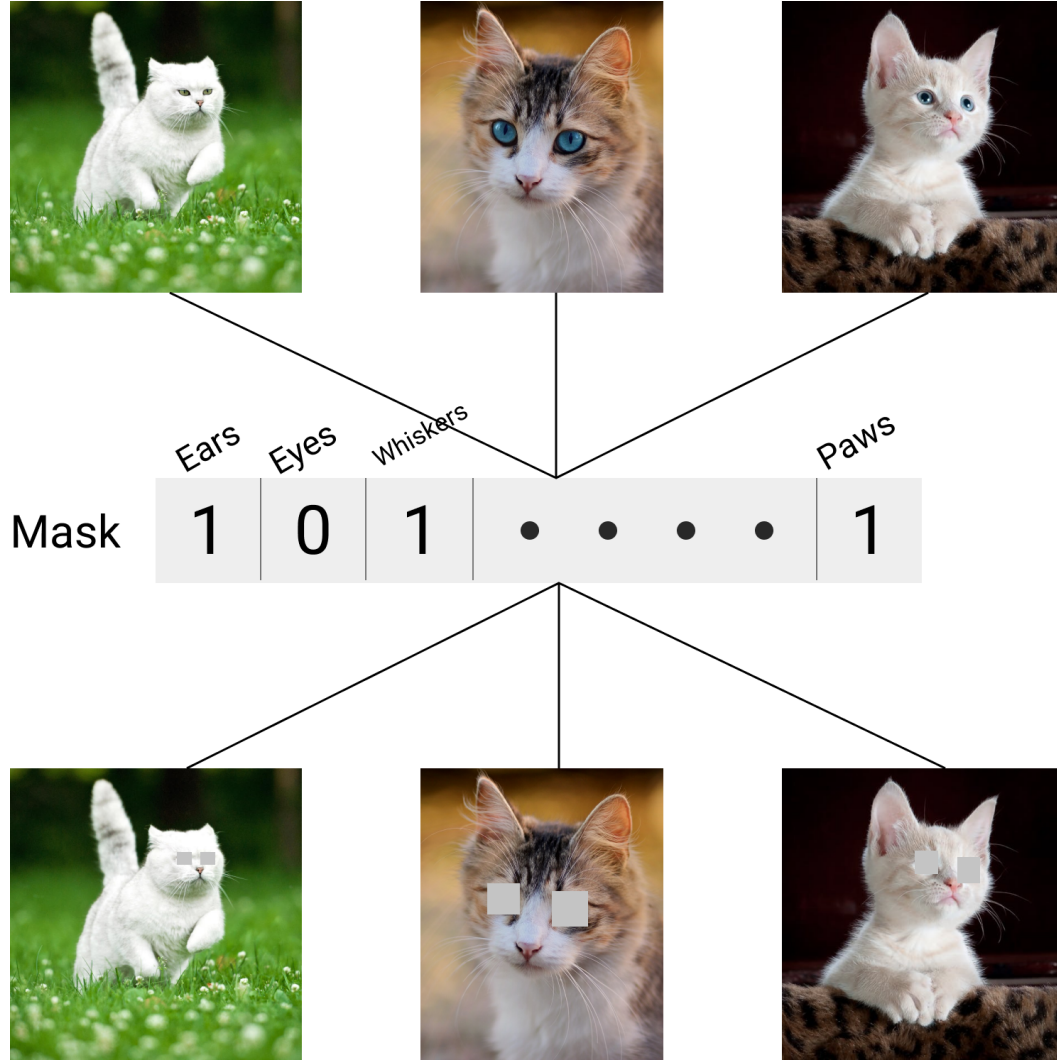 Ears
Eyes
Whiskers
Paws
Mask
1 0 1 • • • • 1